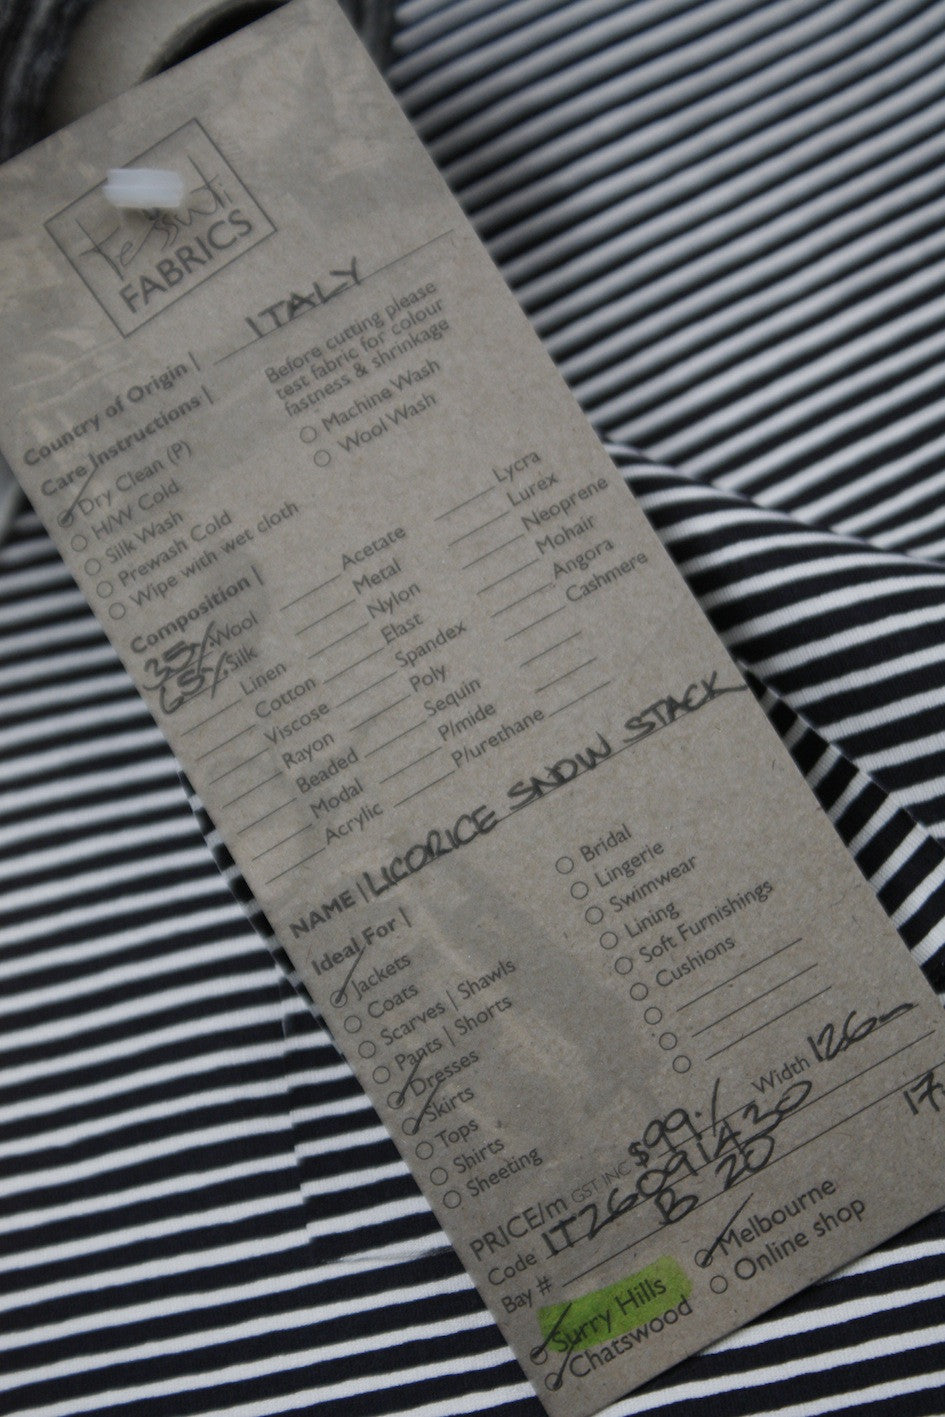 tessuti
FABRICS
Country of Origin | ITALY
Care Instructions |
Before cutting please
test fabric for colour
fastness & shrinkage
Dry Clean (P)
H/W Cold
Silk Wash
Prewash Cold
Wipe with wet cloth
Machine Wash
Wool Wash
Composition |
35% Wool
65% Silk
Linen
Cotton
Viscose
Rayon
Beaded
Modal
Acrylic
Acetate
Metal
Nylon
Elast
Spandex
Poly
Sequin
P/mide
P/urethane
Lycra
Lurex
Neoprene
Mohair
Angora
Cashmere
NAME | LICORICE SNOW STACK
Ideal For |
Jackets
Coats
Scarves | Shawls
Pants | Shorts
Dresses
Skirts
Tops
Shirts
Sheeting
Bridal
Lingerie
Swimwear
Lining
Soft Furnishings
Cushions
PRICE/m GST INC $99./ Width 126
Code IT26091420
Bay # B 20 17
Surry Hills
Chatswood
Melbourne
Online shop